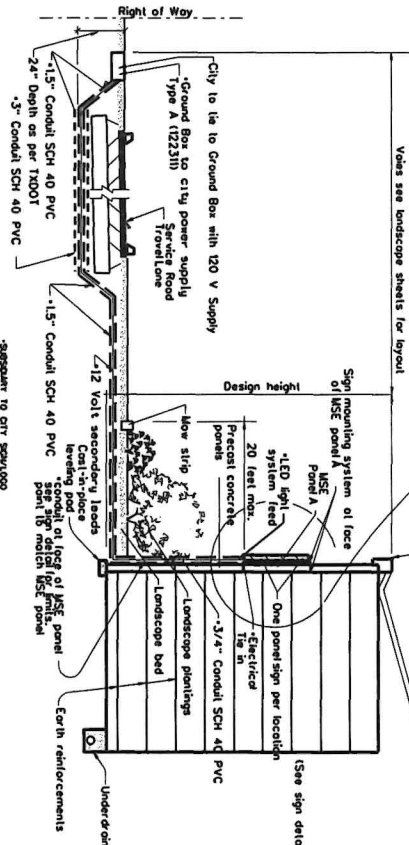 Right of Way
Varies see landscape sheets for layout
City to tie to Ground Box with 120 V Supply
•Ground Box to city power supply
Type A (122311)
Service Road
Travel Lane
•1.5" Conduit SCH 40 PVC
24" Depth as per TXDOT
•3" Conduit SCH 40 PVC
•1.5" Conduit SCH 40 PVC
•12 Volt secondary leads
Design height
Mow strip
Sign mounting system at face
of MSE panel A
MSE
Panel A
•LED light
system feed
20 feet max.
Precast concrete
panels
One panel sign per location
•Electrical
Tie in
•3/4" Conduit SCH 40 PVC
Landscape plantings
Landscape bed
Cast-in-place
leveling pad
•conduit at face of MSE panel
see sign detail for limits.
paint to match MSE panel
Earth reinforcements
Underdrain
(See sign deta
•SUBSIDIARY TO CITY SIGN/LOGO